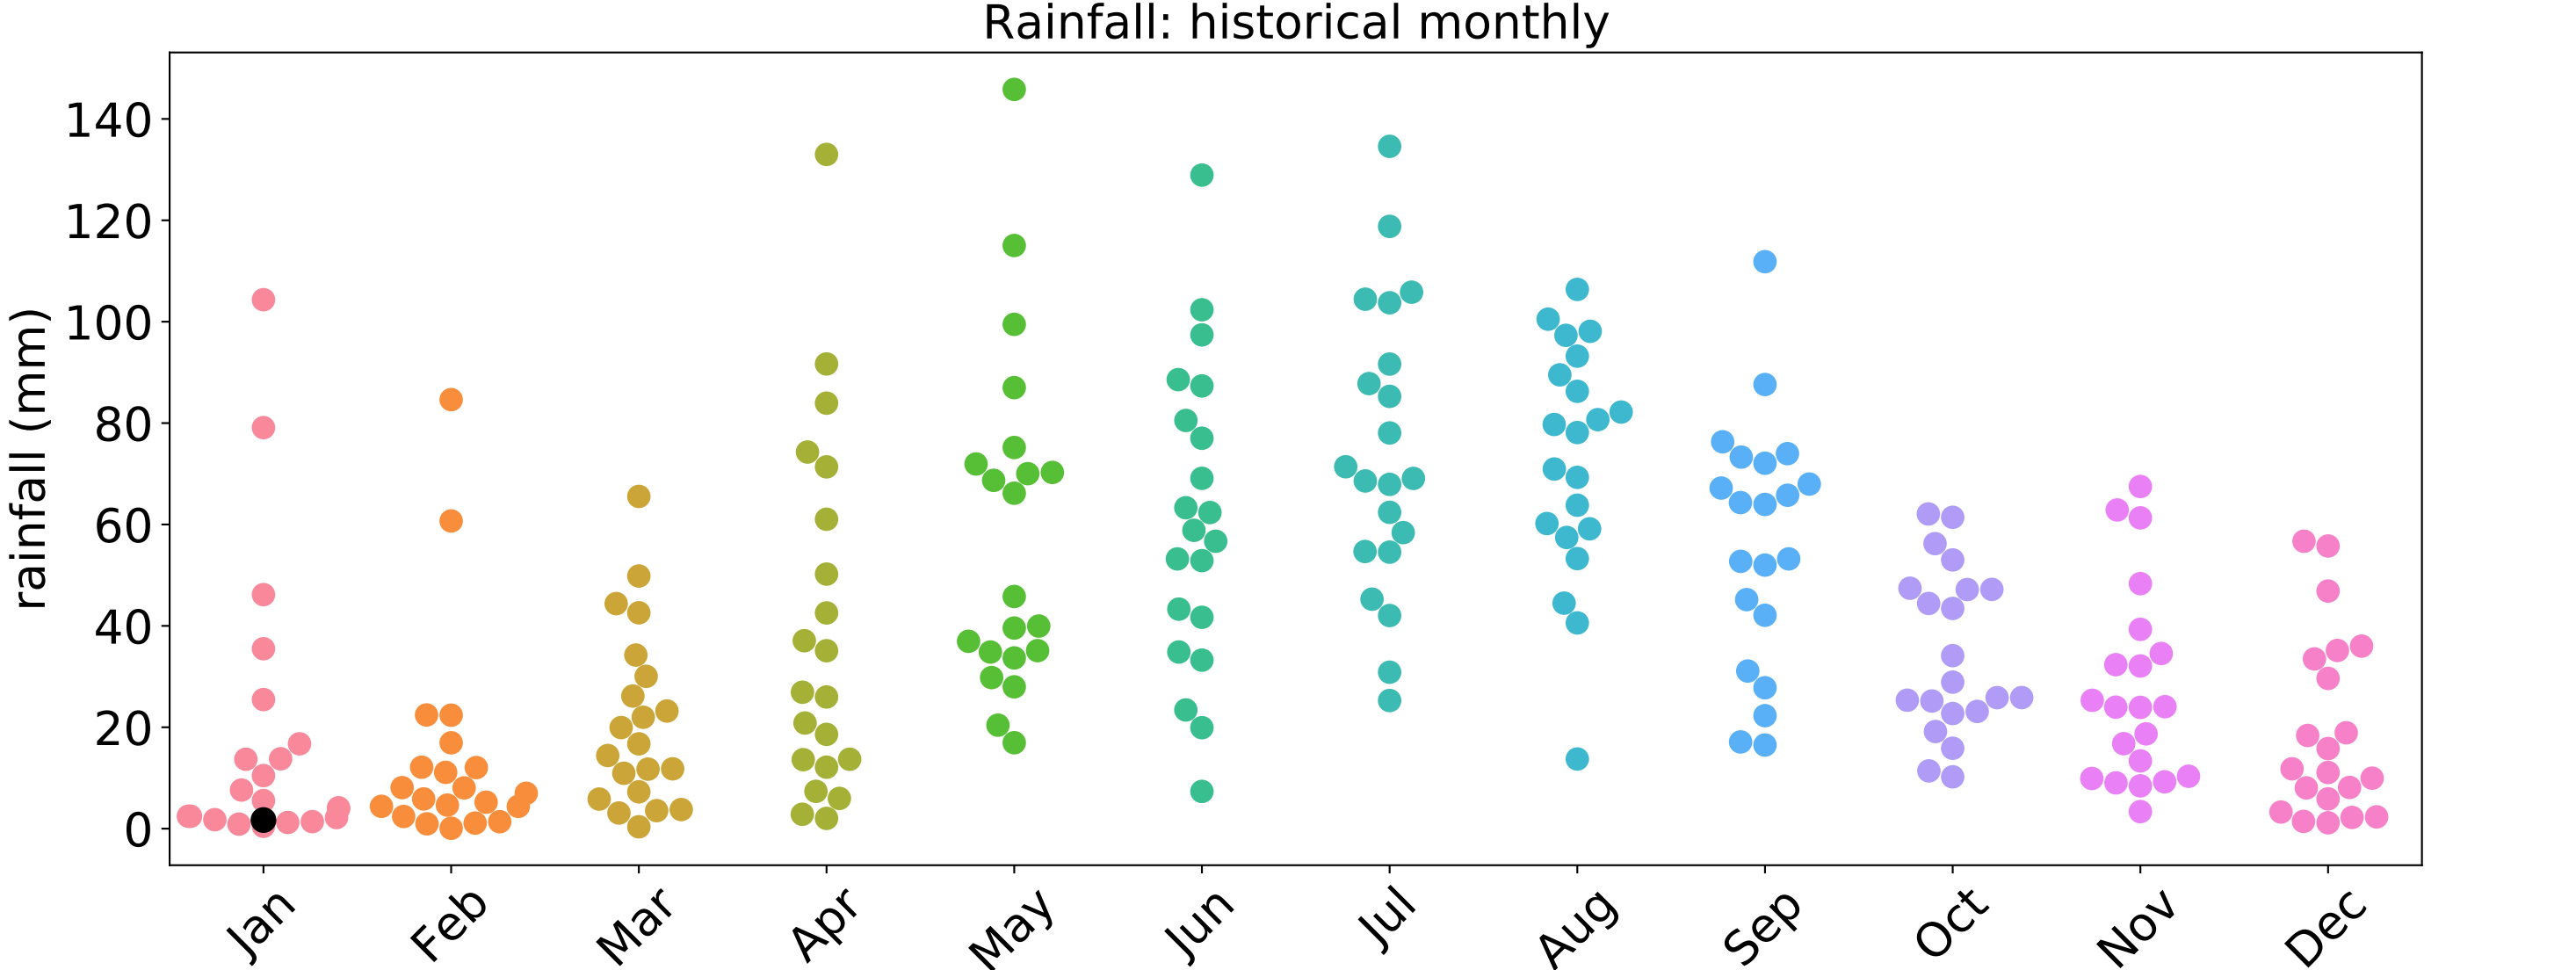 Rainfall: historical monthly
rainfall (mm)
140
120
100
80
60
40
20
0
Jan
Feb
Mar
Apr
May
Jun
Jul
Aug
Sep
Oct
Nov
Dec